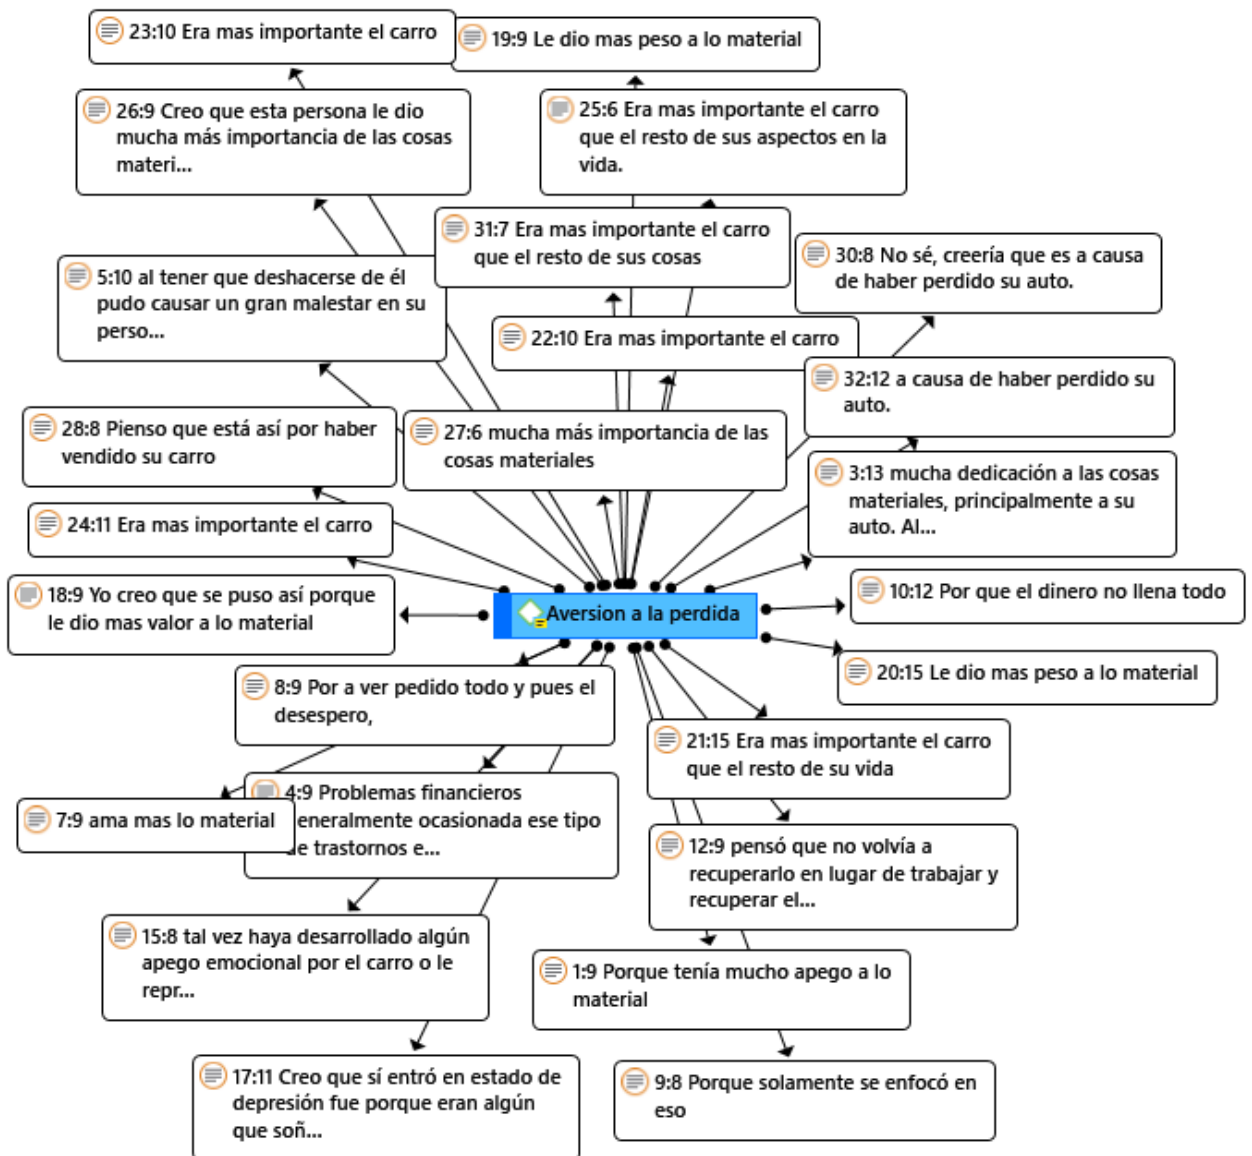 23:10 Era mas importante el carro
19:9 Le dio mas peso a lo material
26:9 Creo que esta persona le dio
mucha más importancia de las cosas
materi...
25:6 Era mas importante el carro
que el resto de sus aspectos en la
vida.
31:7 Era mas importante el carro
que el resto de sus cosas
30:8 No sé, creería que es a causa
de haber perdido su auto.
5:10 al tener que deshacerse de él
pudo causar un gran malestar en su
perso...
22:10 Era mas importante el carro
32:12 a causa de haber perdido su
auto.
28:8 Pienso que está así por haber
vendido su carro
27:6 mucha más importancia de las
cosas materiales
3:13 mucha dedicación a las cosas
materiales, principalmente a su
auto. Al...
24:11 Era mas importante el carro
18:9 Yo creo que se puso así porque
le dio mas valor a lo material
Aversion a la perdida
10:12 Por que el dinero no llena todo
20:15 Le dio mas peso a lo material
8:9 Por a ver pedido todo y pues el
desespero,
21:15 Era mas importante el carro
que el resto de su vida
7:9 ama mas lo material
4:9 Problemas financieros
eneralmente ocasionada ese tipo
de trastornos e...
12:9 pensó que no volvía a
recuperarlo en lugar de trabajar y
recuperar el...
15:8 tal vez haya desarrollado algún
apego emocional por el carro o le
repr...
1:9 Porque tenía mucho apego a lo
material
17:11 Creo que sí entró en estado de
depresión fue porque eran algún
que soñ...
9:8 Porque solamente se enfocó en
eso